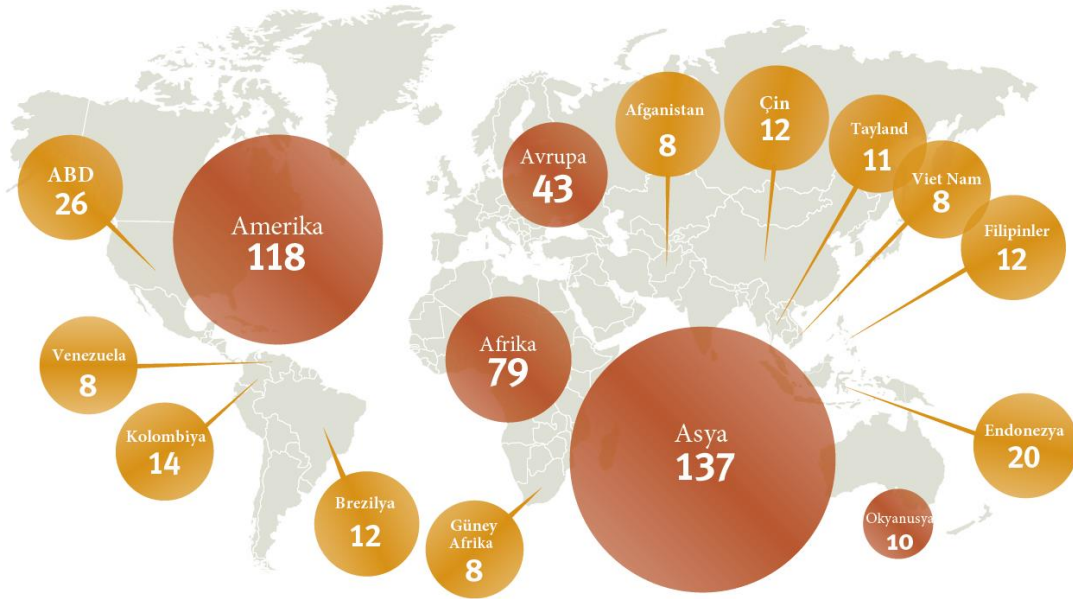 ABD
26
Amerika
118
Avrupa
43
Afganistan
8
Çin
12
Tayland
11
Viet Nam
8
Filipinler
12
Venezuela
8
Kolombiya
14
Brezilya
12
Afrika
79
Güney
Afrika
8
Asya
137
Endonezya
20
Okyanusya
10